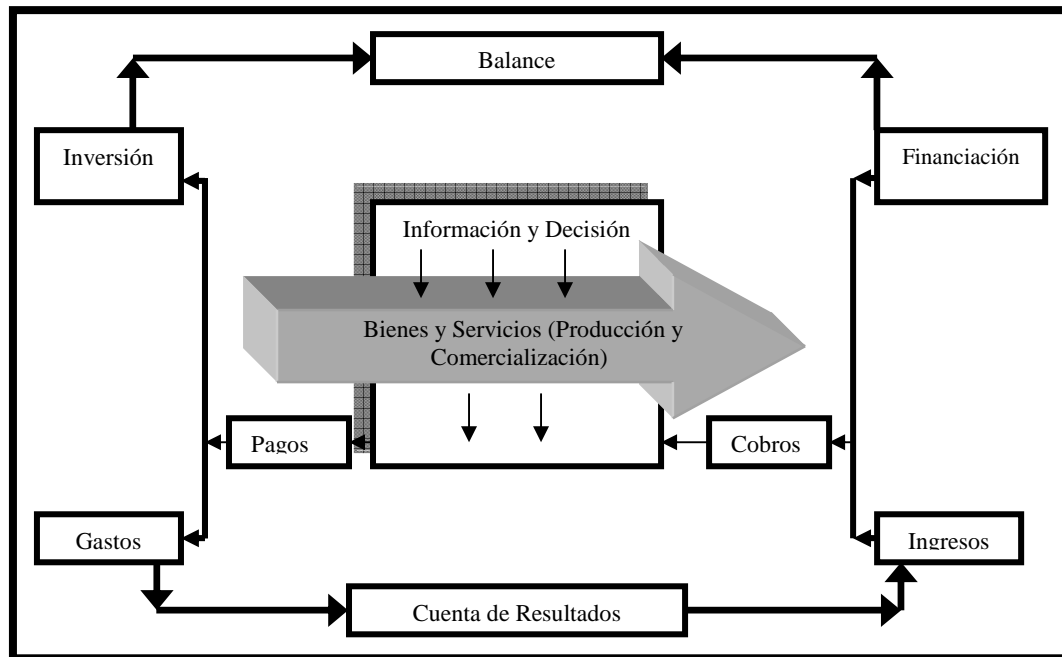 Balance
Inversión
Financiación
Información y Decisión
Bienes y Servicios (Producción y
Comercialización)
Pagos
Cobros
Gastos
Ingresos
Cuenta de Resultados